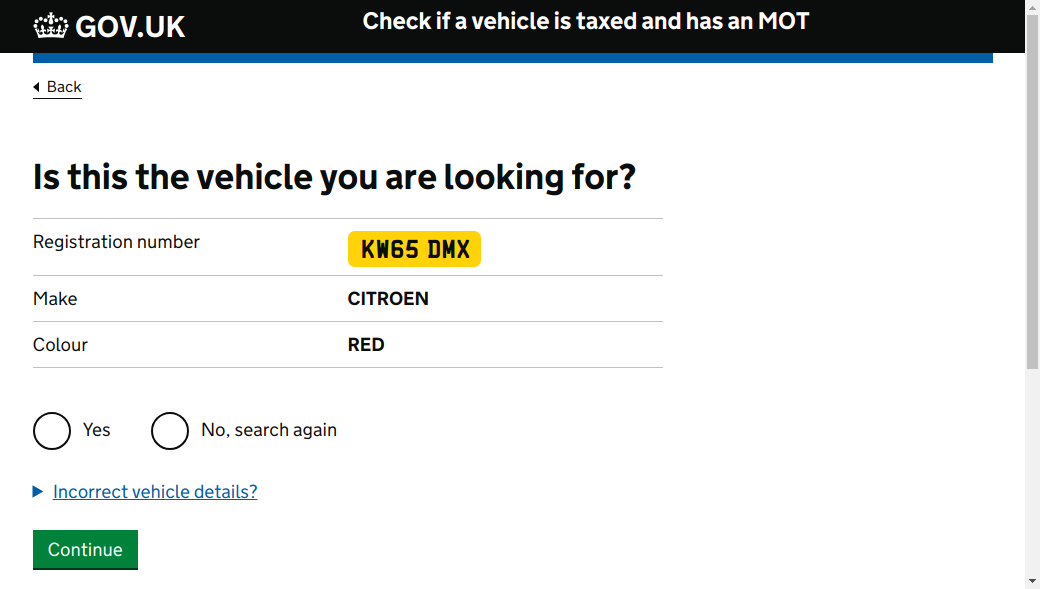 GOV.UK
Check if a vehicle is taxed and has an MOT
Back
Is this the vehicle you are looking for?
Registration number KW65 DMX
Make CITROEN
Colour RED
Yes No, search again
Incorrect vehicle details?
Continue